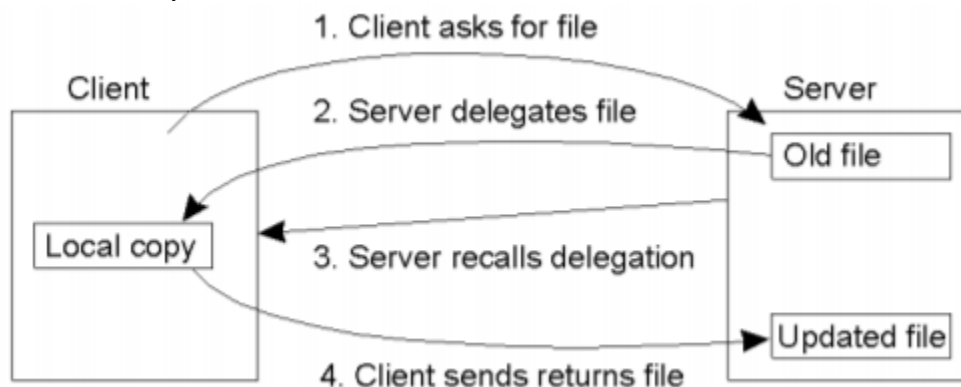 1. Client asks for file
Client
Server
2. Server delegates file
Old file
Local copy
3. Server recalls delegation
Updated file
4. Client sends returns file